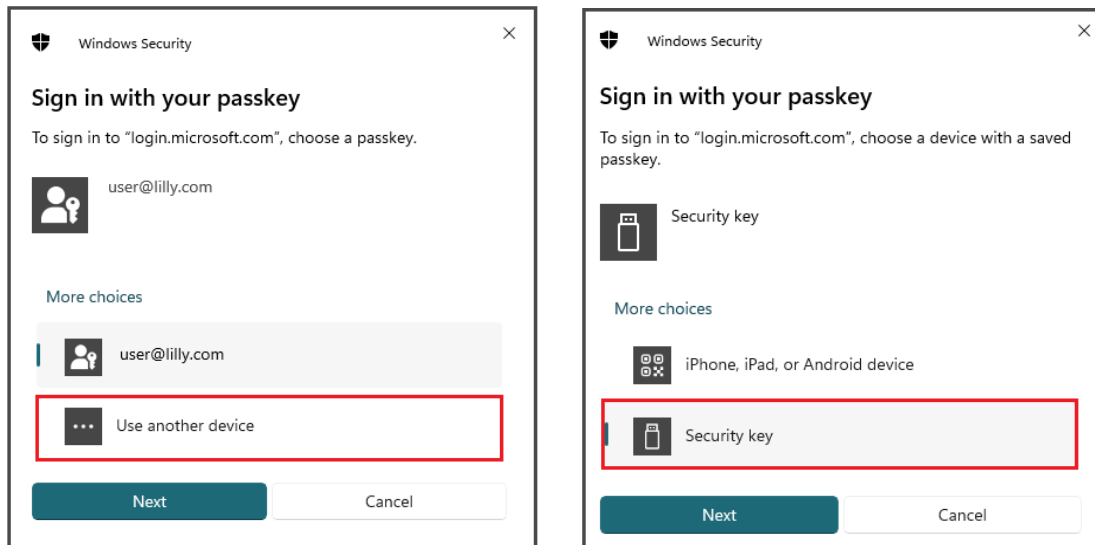 Windows Security
Sign in with your passkey
To sign in to “login.microsoft.com”, choose a passkey.
user@lilly.com
More choices
user@lilly.com
Use another device
Next
Cancel
Windows Security
Sign in with your passkey
To sign in to “login.microsoft.com”, choose a device with a saved
passkey.
Security key
More choices
iPhone, iPad, or Android device
Security key
Next
Cancel